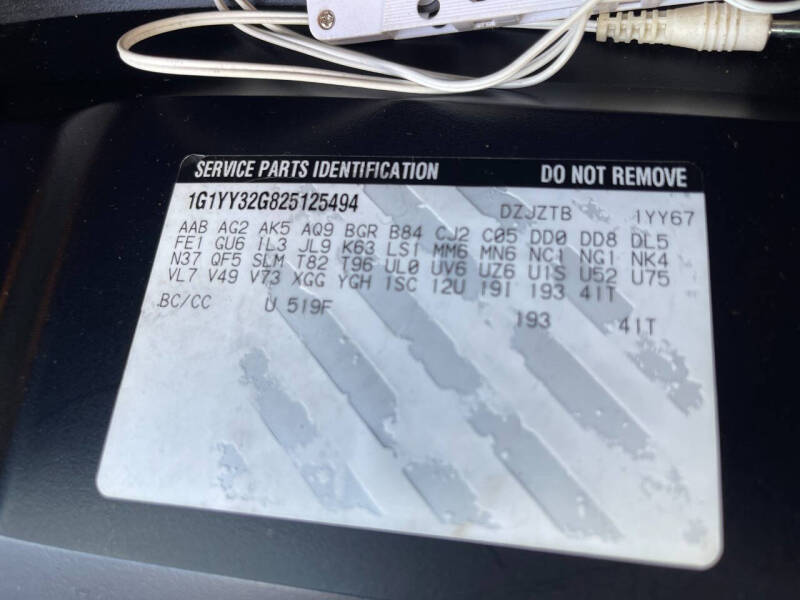 SERVICE PARTS IDENTIFICATION DO NOT REMOVE
1G1YY32G825125494 DZJZTB 1YY67
AAB AG2 AK5 AQ9 BGR B84 CJ2 C05 DD0 DD8 DL5
FE1 GU6 IL3 JL9 K63 LS1 MM6 MN6 NC1 NG1 NK4
N37 QF5 SLM T82 T96 UL0 UV6 UZ6 U1S U52 U75
VL7 V49 V73 XGG YGH 1SC 12U 19I 193 41T
BC/CC U 519F 193 41T